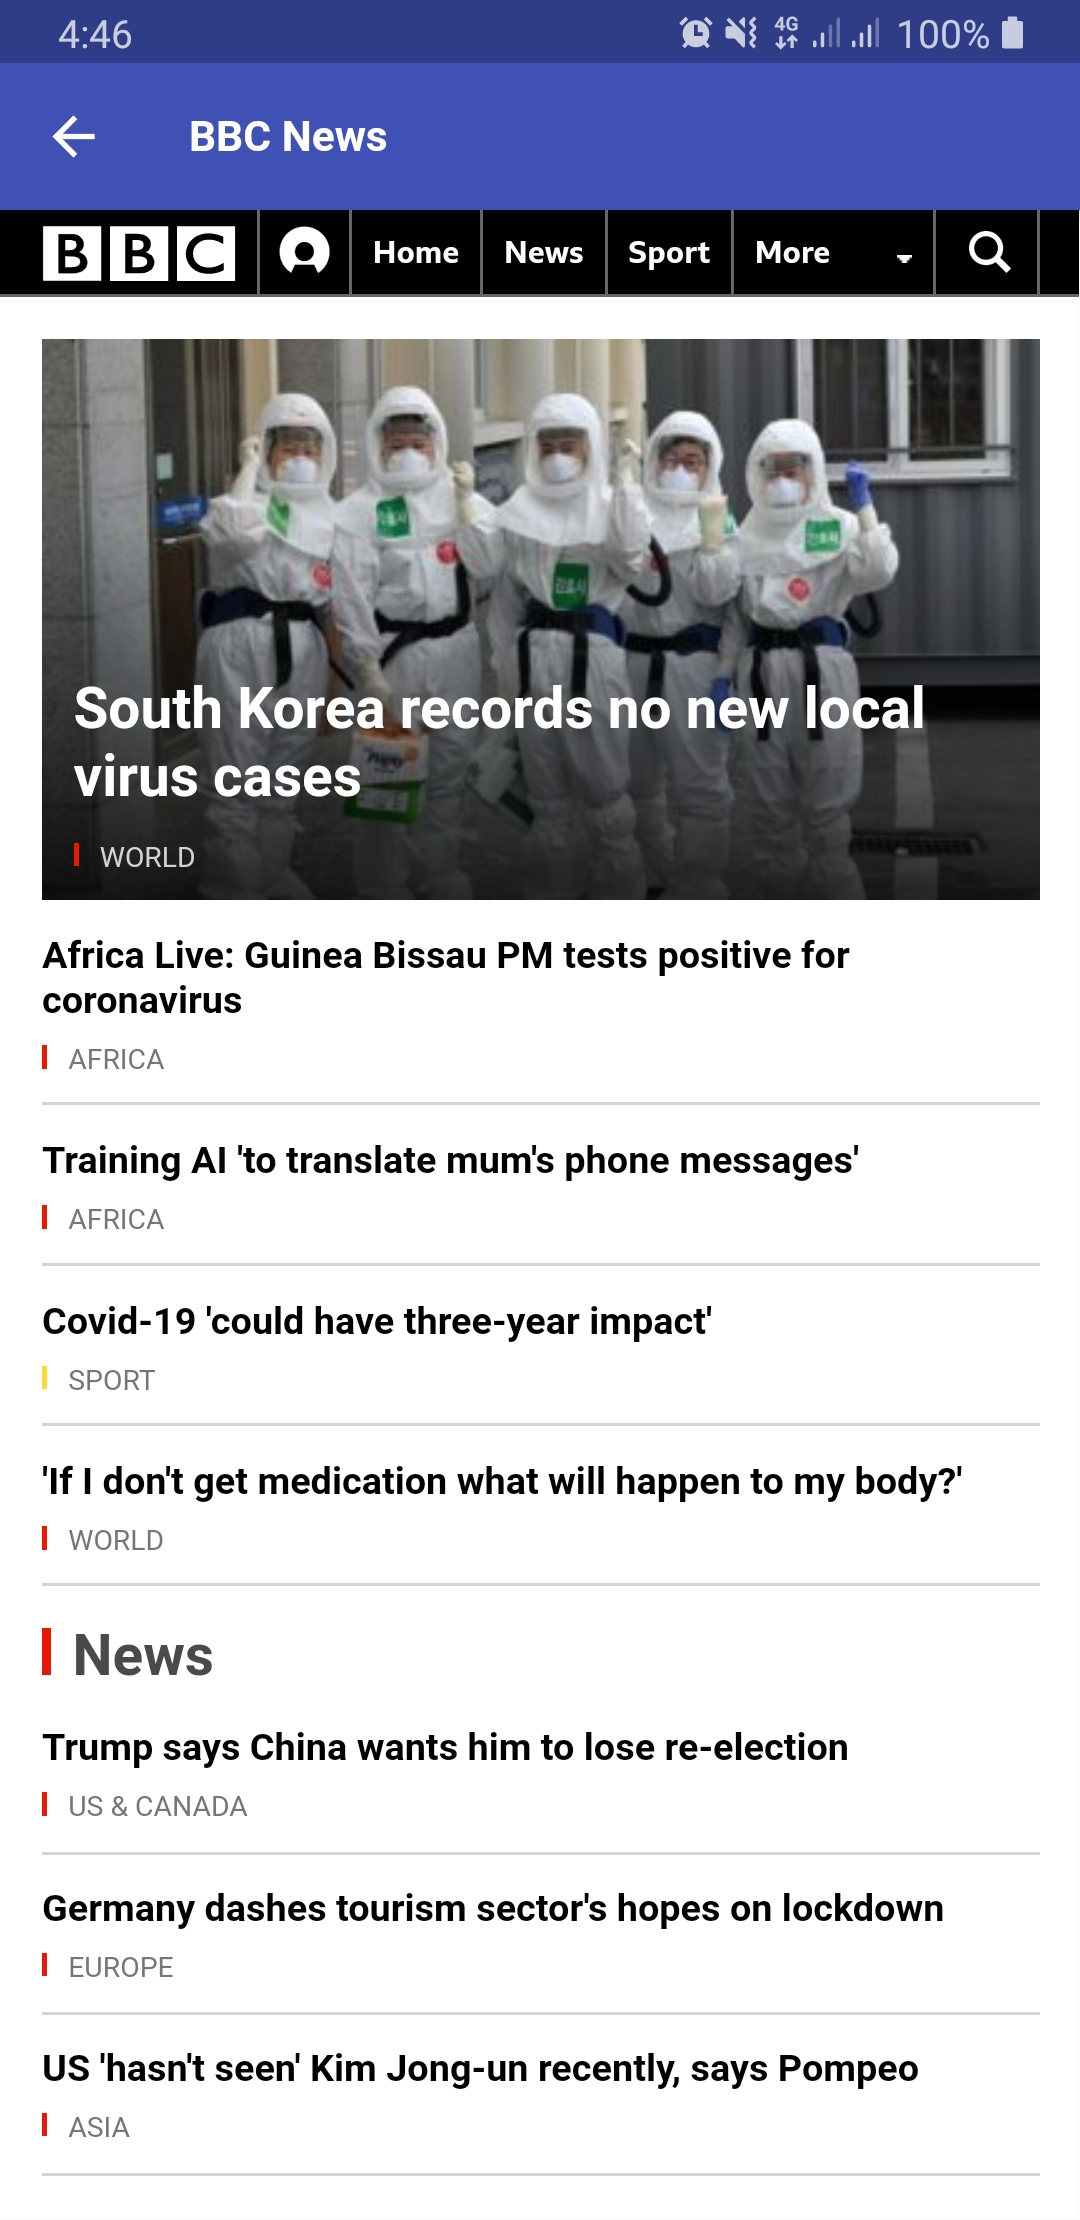 4:46 4G 100%
BBC News
BBC Home News Sport More
간호사
South Korea records no new local
virus cases
WORLD
Africa Live: Guinea Bissau PM tests positive for
coronavirus
AFRICA
Training AI 'to translate mum's phone messages'
AFRICA
Covid-19 'could have three-year impact'
SPORT
'If I don't get medication what will happen to my body?'
WORLD
News
Trump says China wants him to lose re-election
US & CANADA
Germany dashes tourism sector's hopes on lockdown
EUROPE
US 'hasn't seen' Kim Jong-un recently, says Pompeo
ASIA